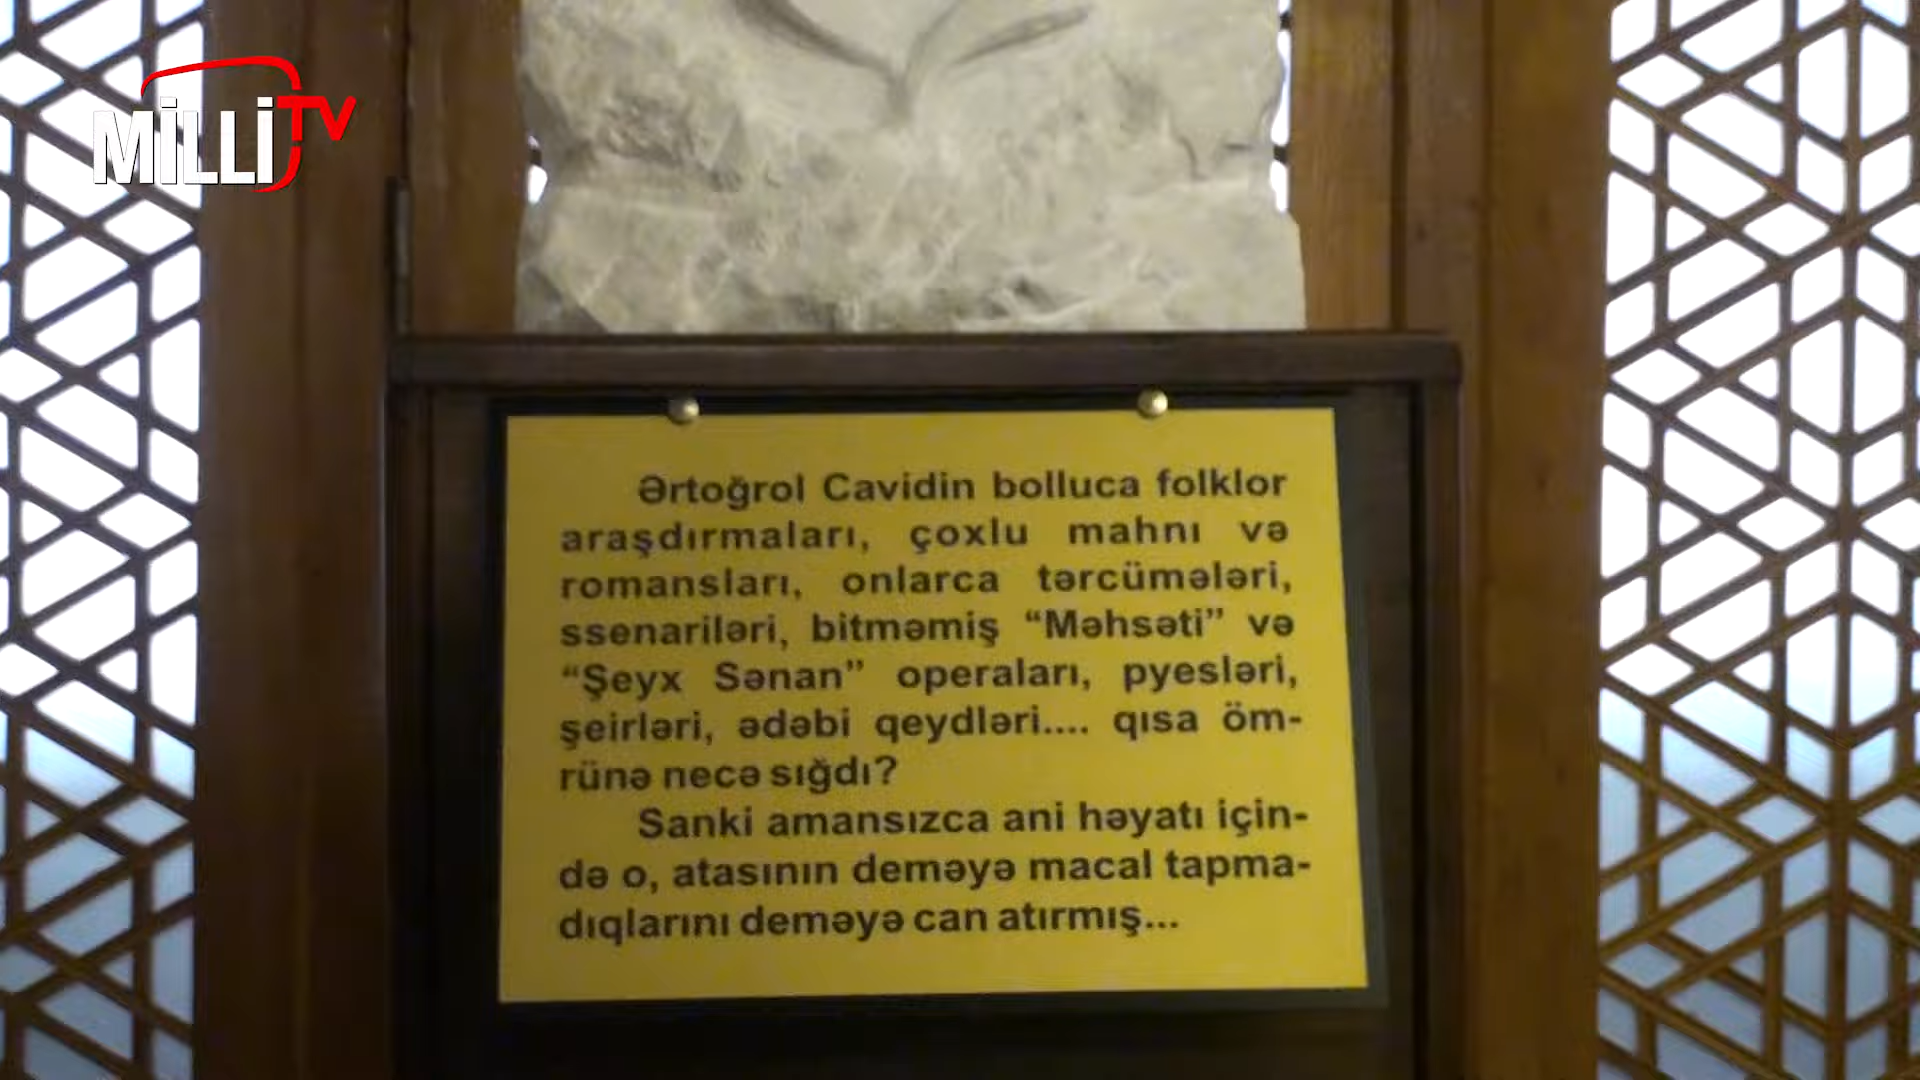 MİLLİ TV
Ərtoğrol Cavidin bolluca folklor
araşdırmaları, çoxlu mahnı və
romansları, onlarca tərcümələri,
ssenariləri, bitməmiş “Məhsəti” və
“Şeyx Sənan” operaları, pyesləri,
şeirləri, ədəbi qeydləri.... qısa öm-
rünə necə sığdı?
Sanki amansızca ani həyatı için-
də o, atasının deməyə macal tapma-
dıqlarını deməyə can atırmış...